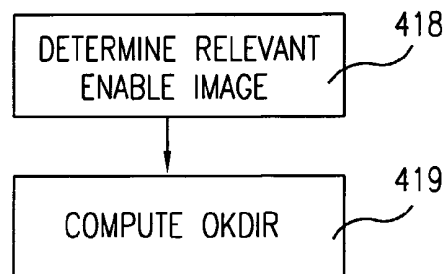 DETERMINE RELEVANT
ENABLE IMAGE
418
COMPUTE OKDIR
419